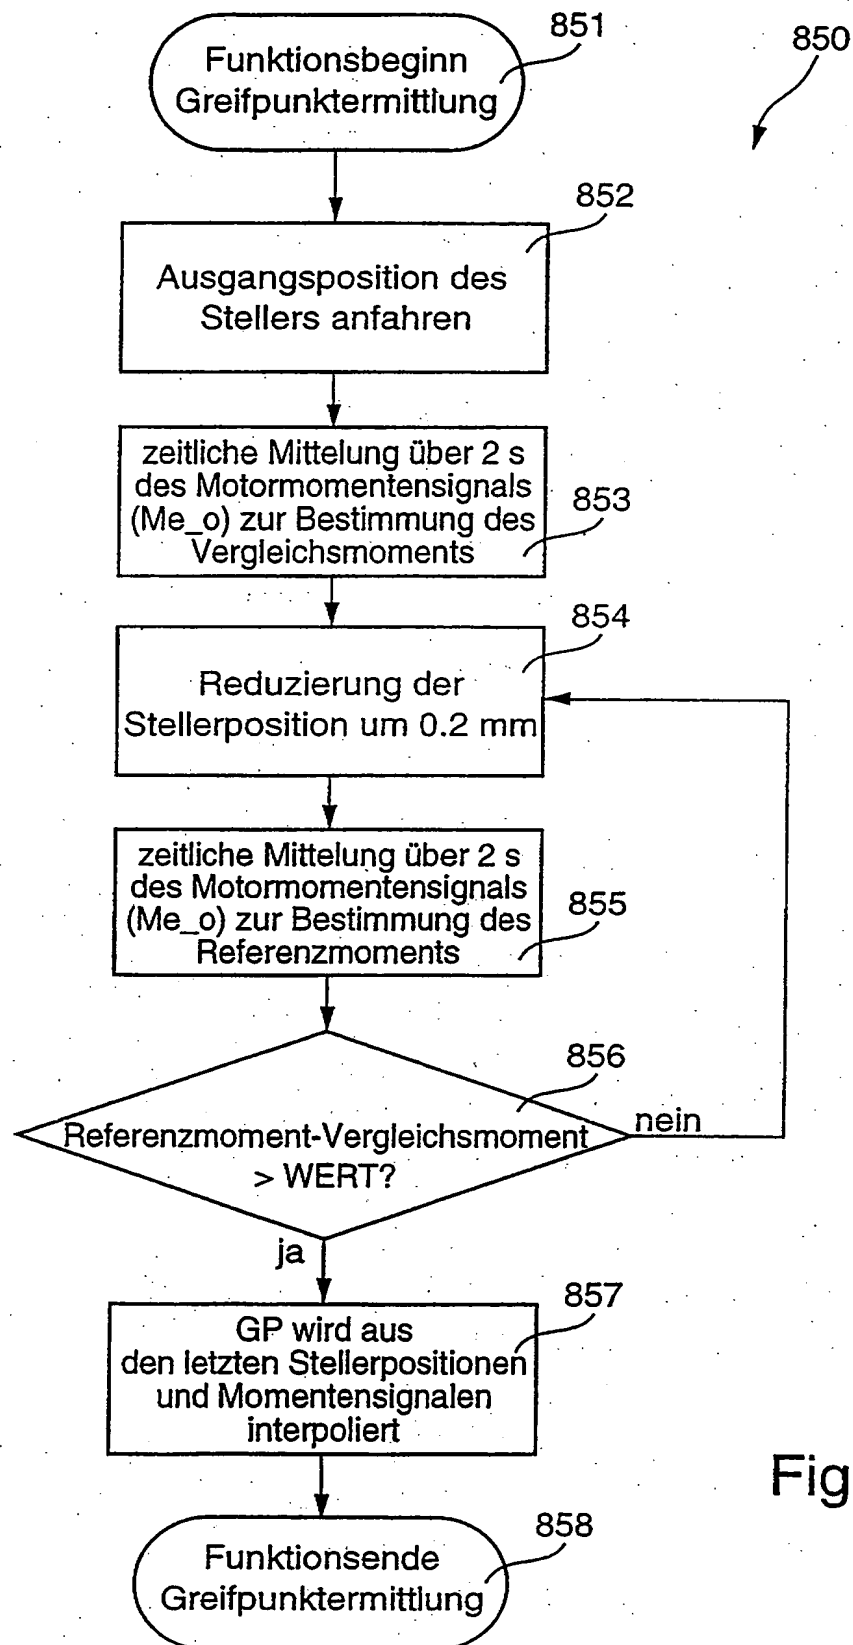 851
850
Funktionsbeginn
Greifpunktermittlung
852
Ausgangsposition des
Stellers anfahren
zeitliche Mittelung über 2 s
des Motormomentensignals
(Me_o) zur Bestimmung des
Vergleichsmoments
853
854
Reduzierung der
Stellerposition um 0.2 mm
zeitliche Mittelung über 2 s
des Motormomentensignals
(Me_o) zur Bestimmung des
Referenzmoments
855
856
Referenzmoment-Vergleichsmoment
> WERT?
nein
ja
857
GP wird aus
den letzten Stellerpositionen
und Momentensignalen
interpoliert
Fig
858
Funktionsende
Greifpunktermittlung